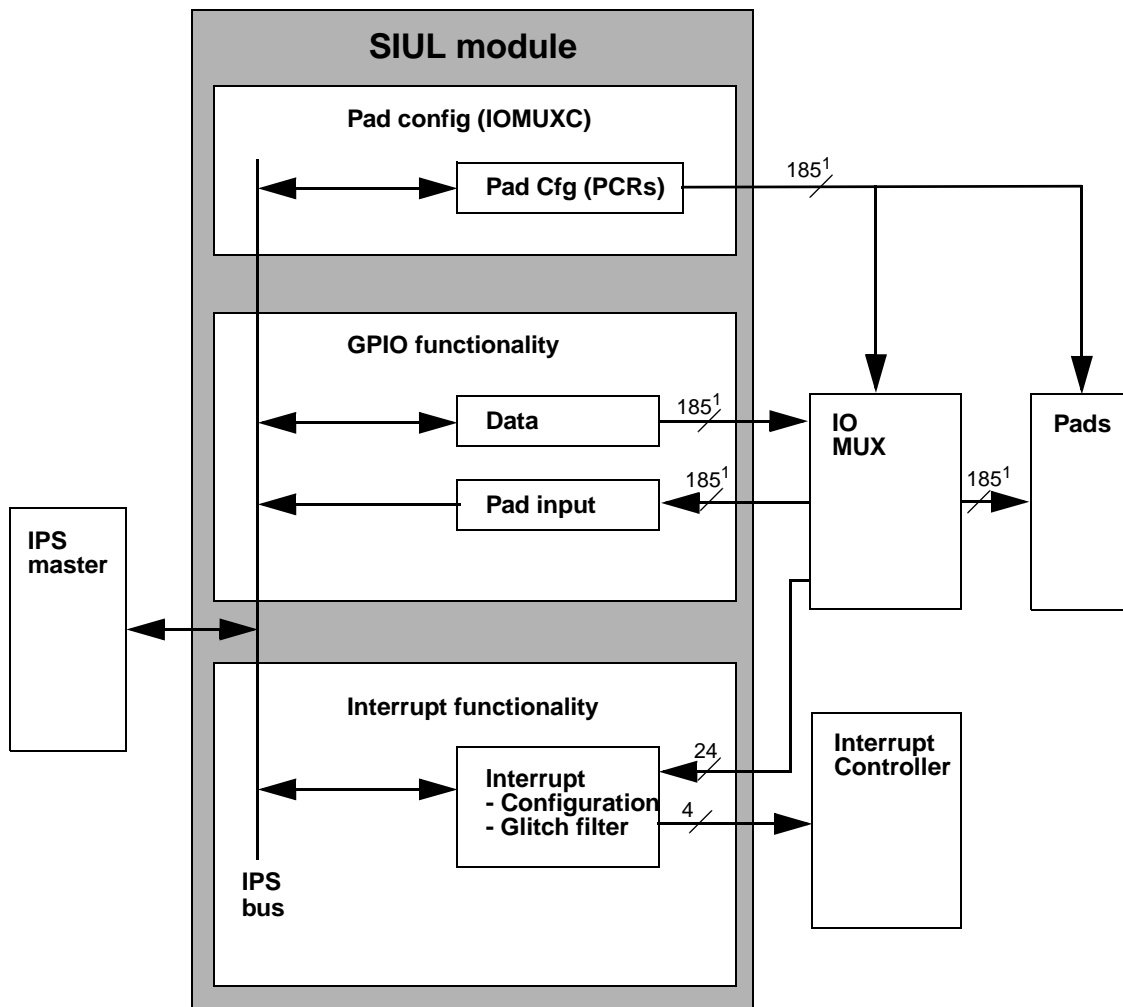 SIUL module
Pad config (IOMUXC)
Pad Cfg (PCRs)
185¹
GPIO functionality
Data
185¹
IO
MUX
Pads
Pad input
185¹
185¹
IPS
master
Interrupt functionality
Interrupt
- Configuration
- Glitch filter
24
4
Interrupt
Controller
IPS
bus